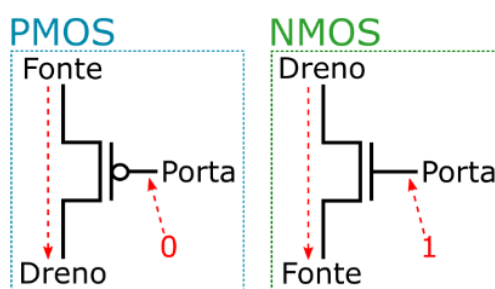 PMOS
Fonte
Porta
0
Dreno
NMOS
Dreno
Porta
1
Fonte